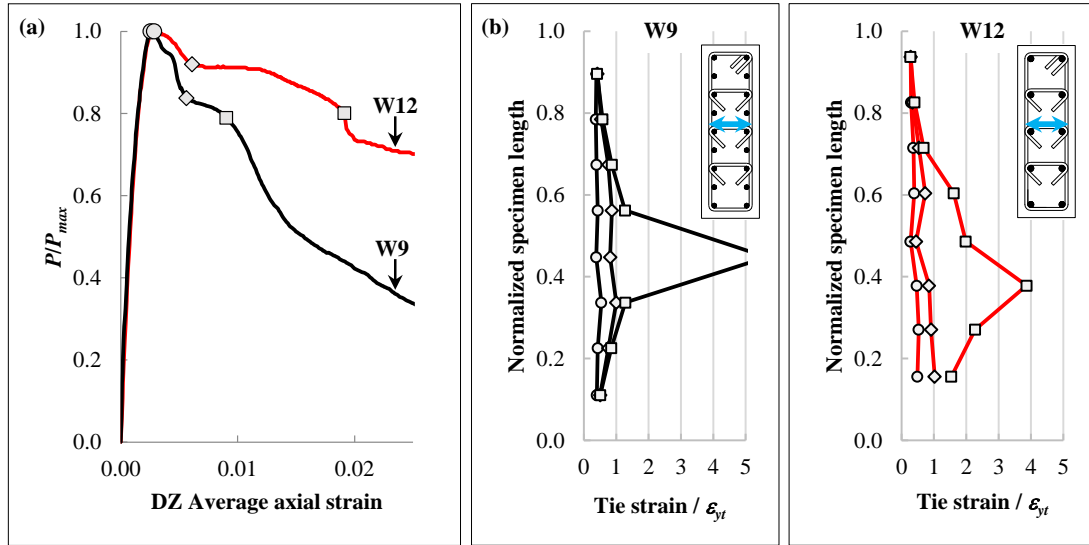 (a)
P/Pmax
1.0
0.8
0.6
0.4
0.2
0.0
W12
W9
0.00 0.01 0.02
DZ Average axial strain
(b)
W9
Normalized specimen length
1.0
0.8
0.6
0.4
0.2
0.0
0 1 2 3 4 5
Tie strain / εyt
W12
Normalized specimen length
1.0
0.8
0.6
0.4
0.2
0.0
0 1 2 3 4 5
Tie strain / εyt